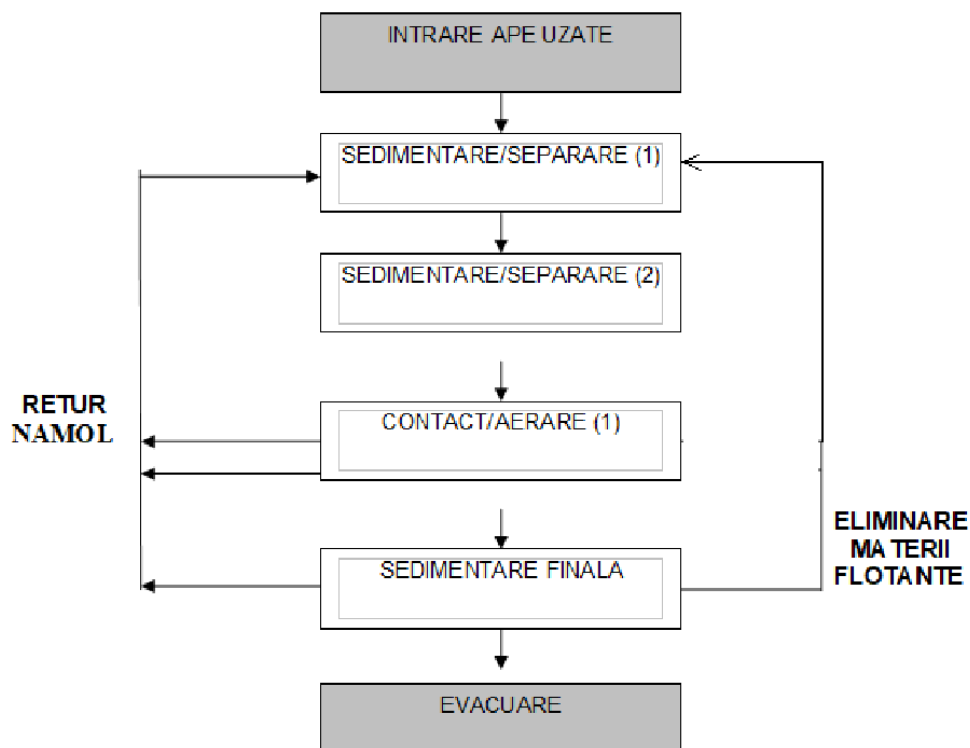 INTRARE APE UZATE
SEDIMENTARE/SEPARARE (1)
SEDIMENTARE/SEPARARE (2)
RETUR
NAMOL
CONTACT/AERARE (1)
ELIMINARE
MATERII
FLOTANTE
SEDIMENTARE FINALA
EVACUARE